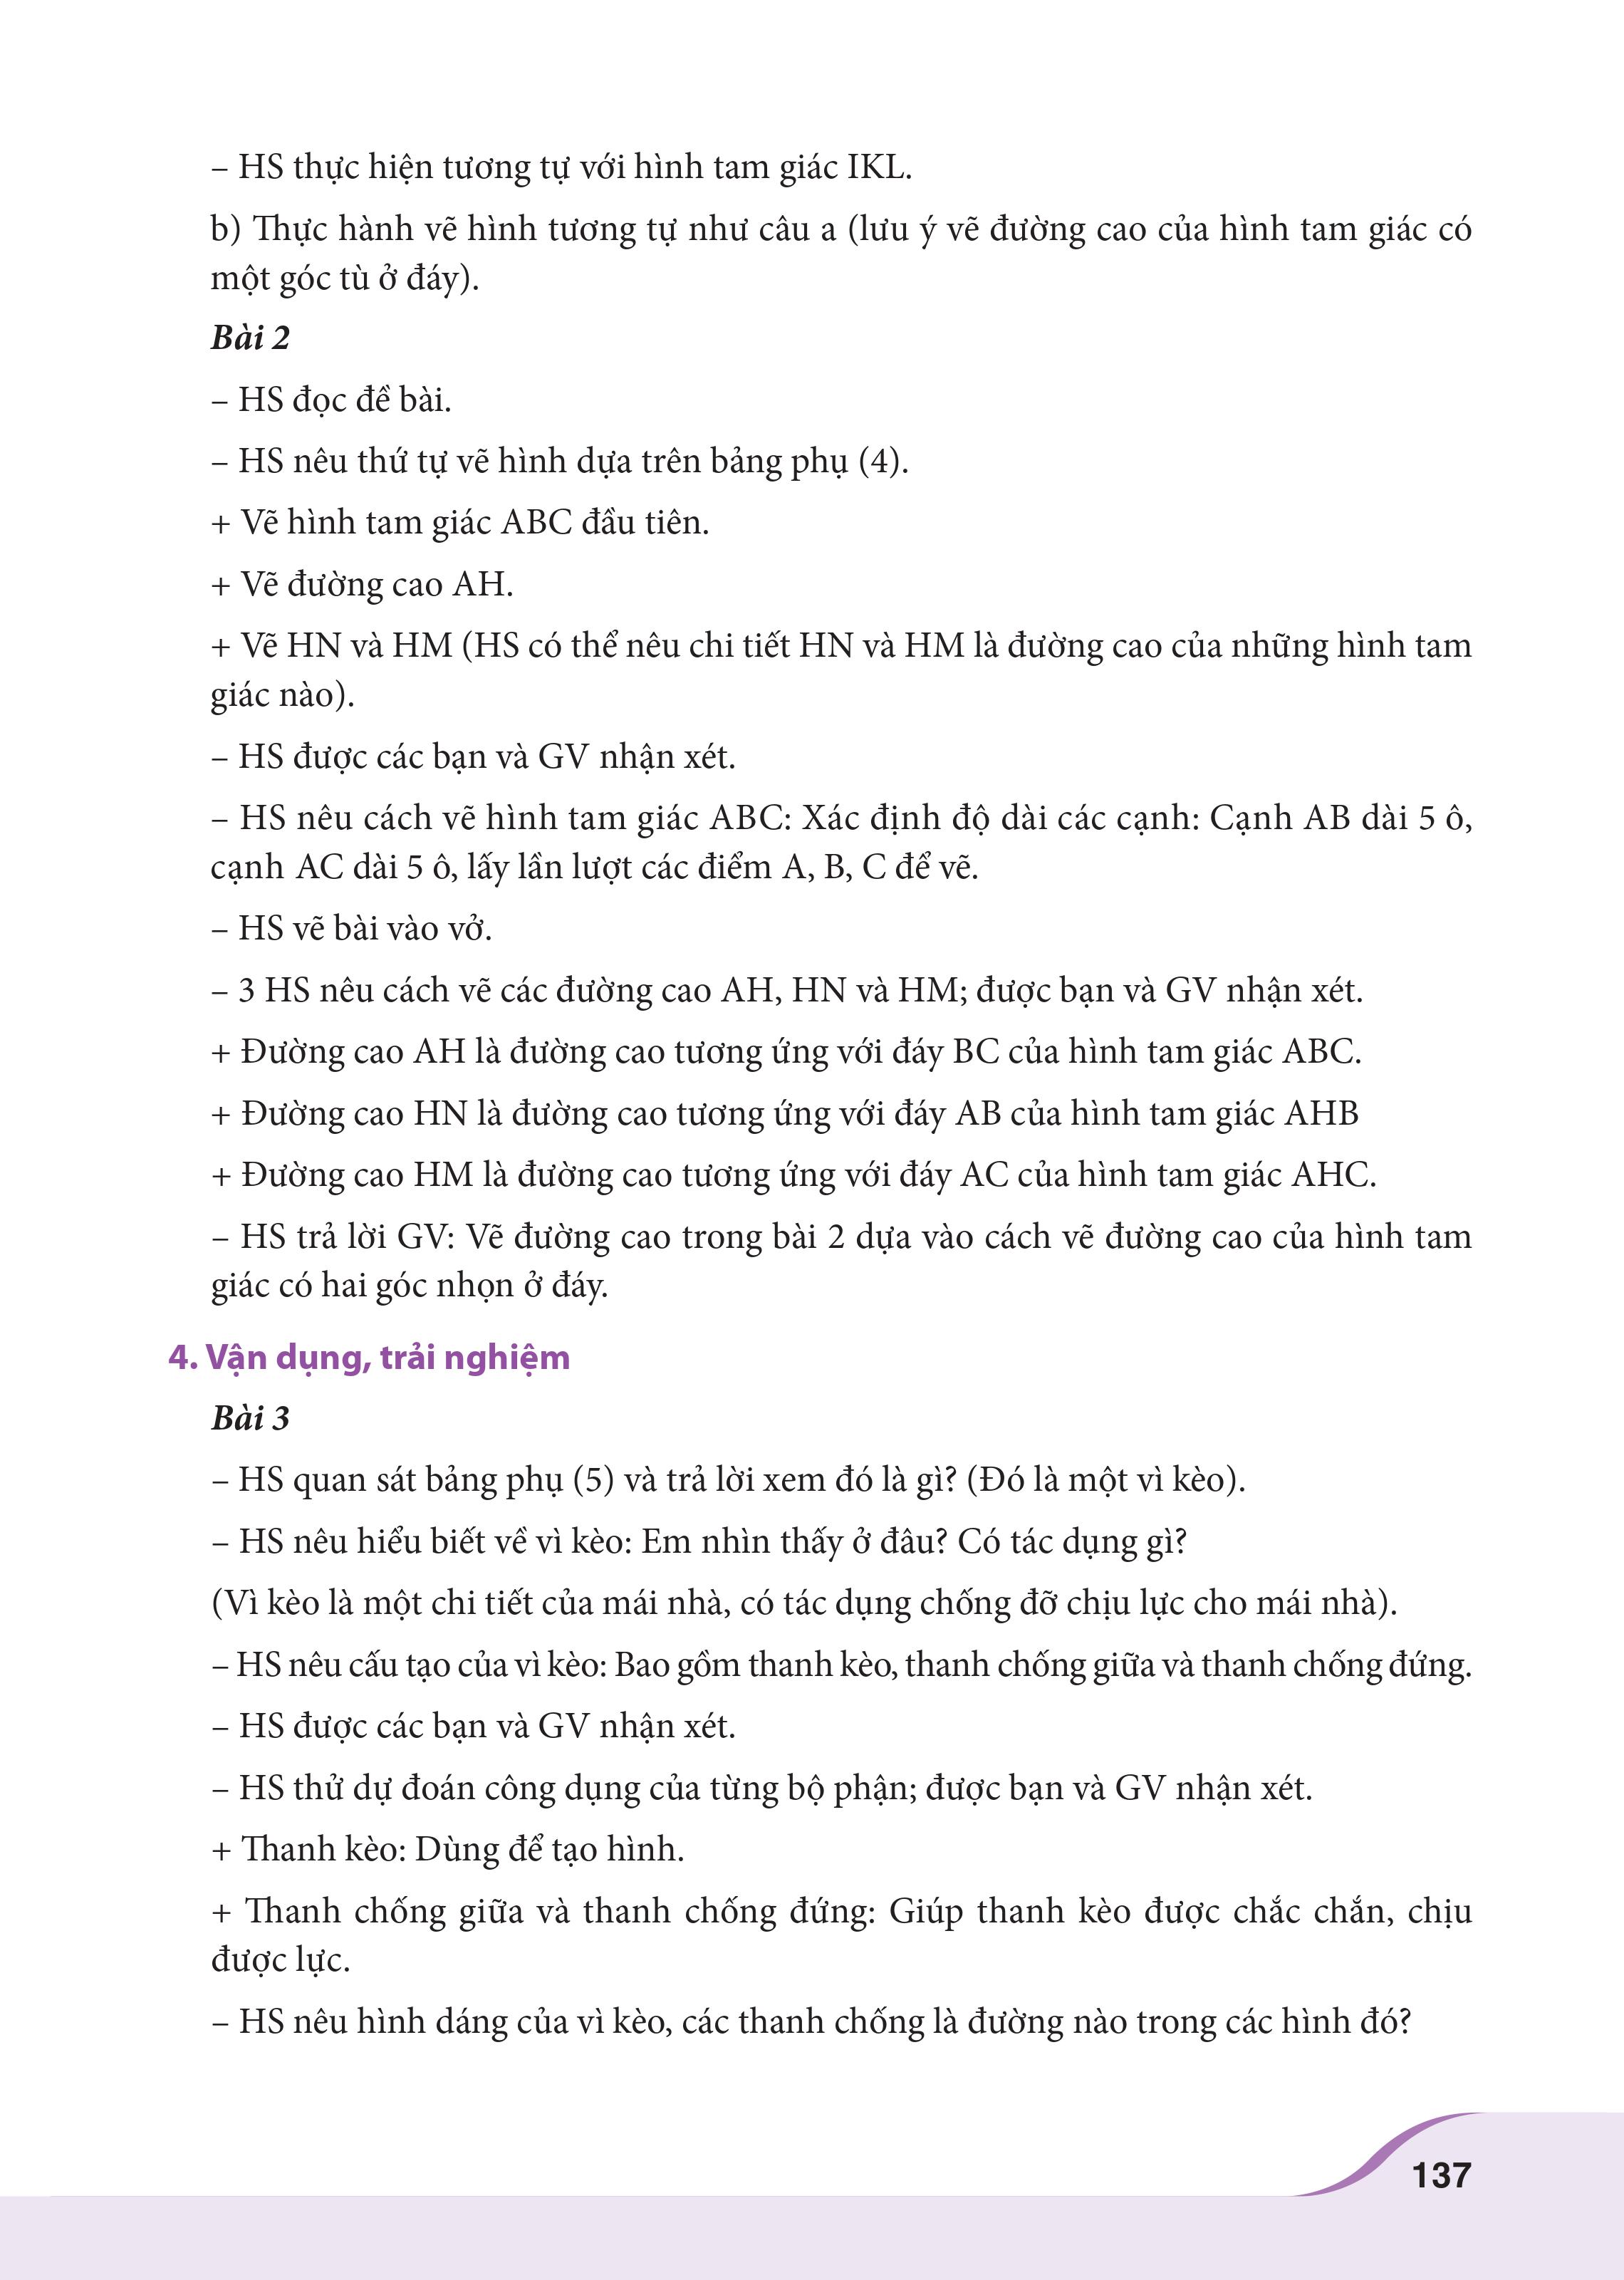 – HS thực hiện tương tự với hình tam giác IKL.
b) Thực hành vẽ hình tương tự như câu a (lưu ý vẽ đường cao của hình tam giác có
một góc tù ở đáy).
Bài 2
– HS đọc đề bài.
– HS nêu thứ tự vẽ hình dựa trên bảng phụ (4).
+ Vẽ hình tam giác ABC đầu tiên.
+ Vẽ đường cao AH.
+ Vẽ HN và HM (HS có thể nêu chi tiết HN và HM là đường cao của những hình tam
giác nào).
– HS được các bạn và GV nhận xét.
– HS nêu cách vẽ hình tam giác ABC: Xác định độ dài các cạnh: Cạnh AB dài 5 ô,
cạnh AC dài 5 ô, lấy lần lượt các điểm A, B, C để vẽ.
– HS vẽ bài vào vở.
– 3 HS nêu cách vẽ các đường cao AH, HN và HM; được bạn và GV nhận xét.
+ Đường cao AH là đường cao tương ứng với đáy BC của hình tam giác ABC.
+ Đường cao HN là đường cao tương ứng với đáy AB của hình tam giác AHB
+ Đường cao HM là đường cao tương ứng với đáy AC của hình tam giác AHC.
– HS trả lời GV: Vẽ đường cao trong bài 2 dựa vào cách vẽ đường cao của hình tam
giác có hai góc nhọn ở đáy.
4. Vận dụng, trải nghiệm
Bài 3
– HS quan sát bảng phụ (5) và trả lời xem đó là gì? (Đó là một vì kèo).
– HS nêu hiểu biết về vì kèo: Em nhìn thấy ở đâu? Có tác dụng gì?
(Vì kèo là một chi tiết của mái nhà, có tác dụng chống đỡ chịu lực cho mái nhà).
– HS nêu cấu tạo của vì kèo: Bao gồm thanh kèo, thanh chống giữa và thanh chống đứng.
– HS được các bạn và GV nhận xét.
– HS thử dự đoán công dụng của từng bộ phận; được bạn và GV nhận xét.
+ Thanh kèo: Dùng để tạo hình.
+ Thanh chống giữa và thanh chống đứng: Giúp thanh kèo được chắc chắn, chịu
được lực.
– HS nêu hình dáng của vì kèo, các thanh chống là đường nào trong các hình đó?
137